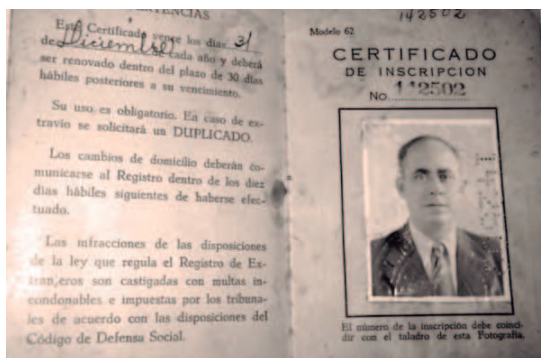 ENCIAS
Este Certificado vence los días 31
de Diciembre de cada año y deberá
ser renovado dentro del plazo de 30 días
hábiles posteriores a su vencimiento.
Su uso es obligatorio. En caso de ex-
travío se solicitará un DUPLICADO.
Los cambios de domicilio deberán co-
municarse al Registro dentro de los diez
días hábiles siguientes de haberse efec-
tuado.
Las infracciones de las disposiciones
de la ley que regula el Registro de Ex-
tranjeros son castigadas con multas in-
condonables e impuestas por los tribuna-
les de acuerdo con las disposiciones del
Código de Defensa Social.
142502
Modelo 62
CERTIFICADO
DE INSCRIPCION
No. 142502
El número de la inscripción debe coinci-
dir con el taladro de esta Fotografía.